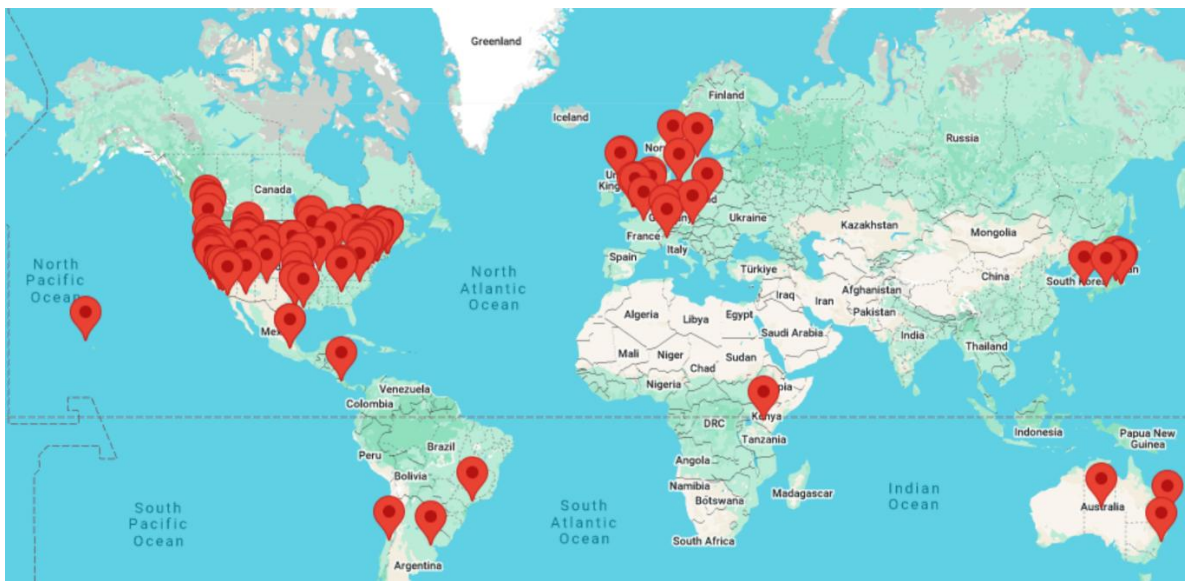 Greenland
Finland
Iceland
Russia
Canada
Ukraine
Kazakhstan
Mongolia
France
Italy
Spain
Türkiye
North
Pacific
Ocean
North
Atlantic
Ocean
China
South Korea
Iraq
Iran
Afghanistan
Pakistan
Algeria
Libya
Egypt
Saudi Arabia
India
Mali
Niger
Chad
Sudan
Thailand
Nigeria
Venezuela
Colombia
Kenya
DRC
Tanzania
Indonesia
Papua New
Guinea
Peru
Brazil
Bolivia
Angola
Namibia
Botswana
Madagascar
Indian
Ocean
Australia
South
Pacific
Ocean
South
Atlantic
Ocean
South Africa
Argentina